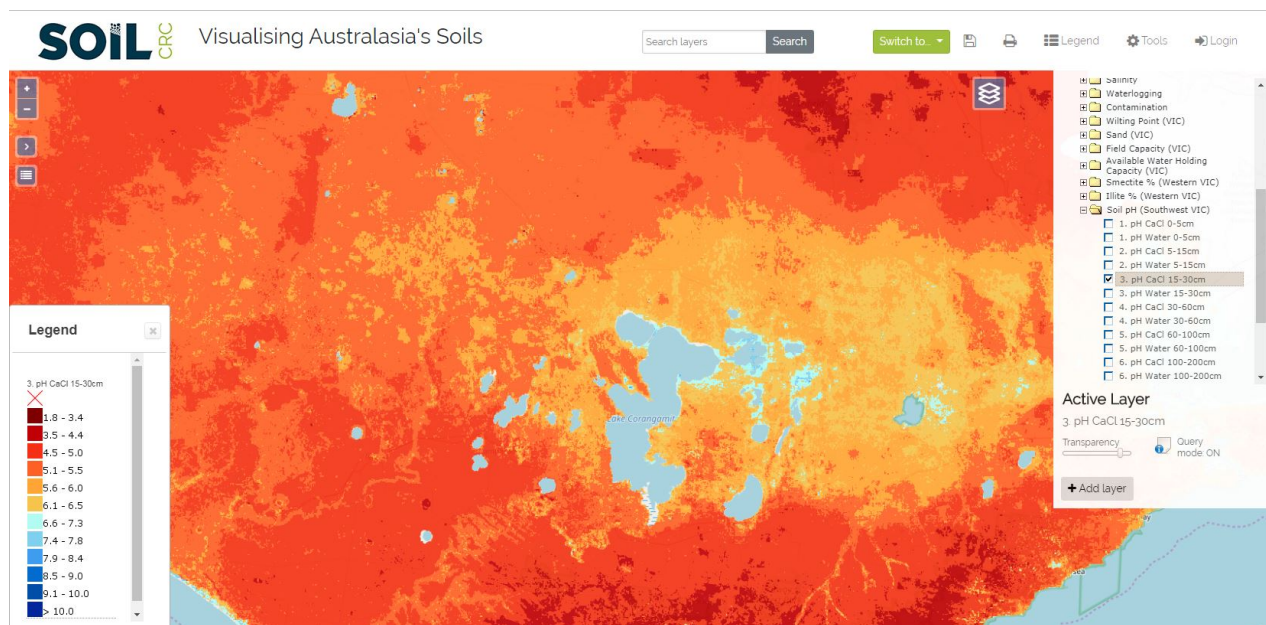 SOIL CRC
Visualising Australasia's Soils
Search layers
Search
Switch to...
Legend
Tools
Login
Salinity
Waterlogging
Contamination
Wilting Point (VIC)
Sand (VIC)
Field Capacity (VIC)
Available Water Holding
Capacity (VIC)
Smectite % (Western VIC)
Illite % (Western VIC)
Soil pH (Southwest VIC)
1. pH CaCl 0-5cm
1. pH Water 0-5cm
2. pH CaCl 5-15cm
2. pH Water 5-15cm
3. pH CaCl 15-30cm
3. pH Water 15-30cm
4. pH CaCl 30-60cm
4. pH Water 30-60cm
5. pH CaCl 60-100cm
5. pH Water 60-100cm
6. pH CaCl 100-200cm
6. pH Water 100-200cm
Active Layer
3. pH CaCl 15-30cm
Transparency
Query
mode: ON
+ Add layer
Lake Corangamit
Legend
3. pH CaCl 15-30cm
1.8 - 3.4
3.5 - 4.4
4.5 - 5.0
5.1 - 5.5
5.6 - 6.0
6.1 - 6.5
6.6 - 7.3
7.4 - 7.8
7.9 - 8.4
8.5 - 9.0
9.1 - 10.0
> 10.0